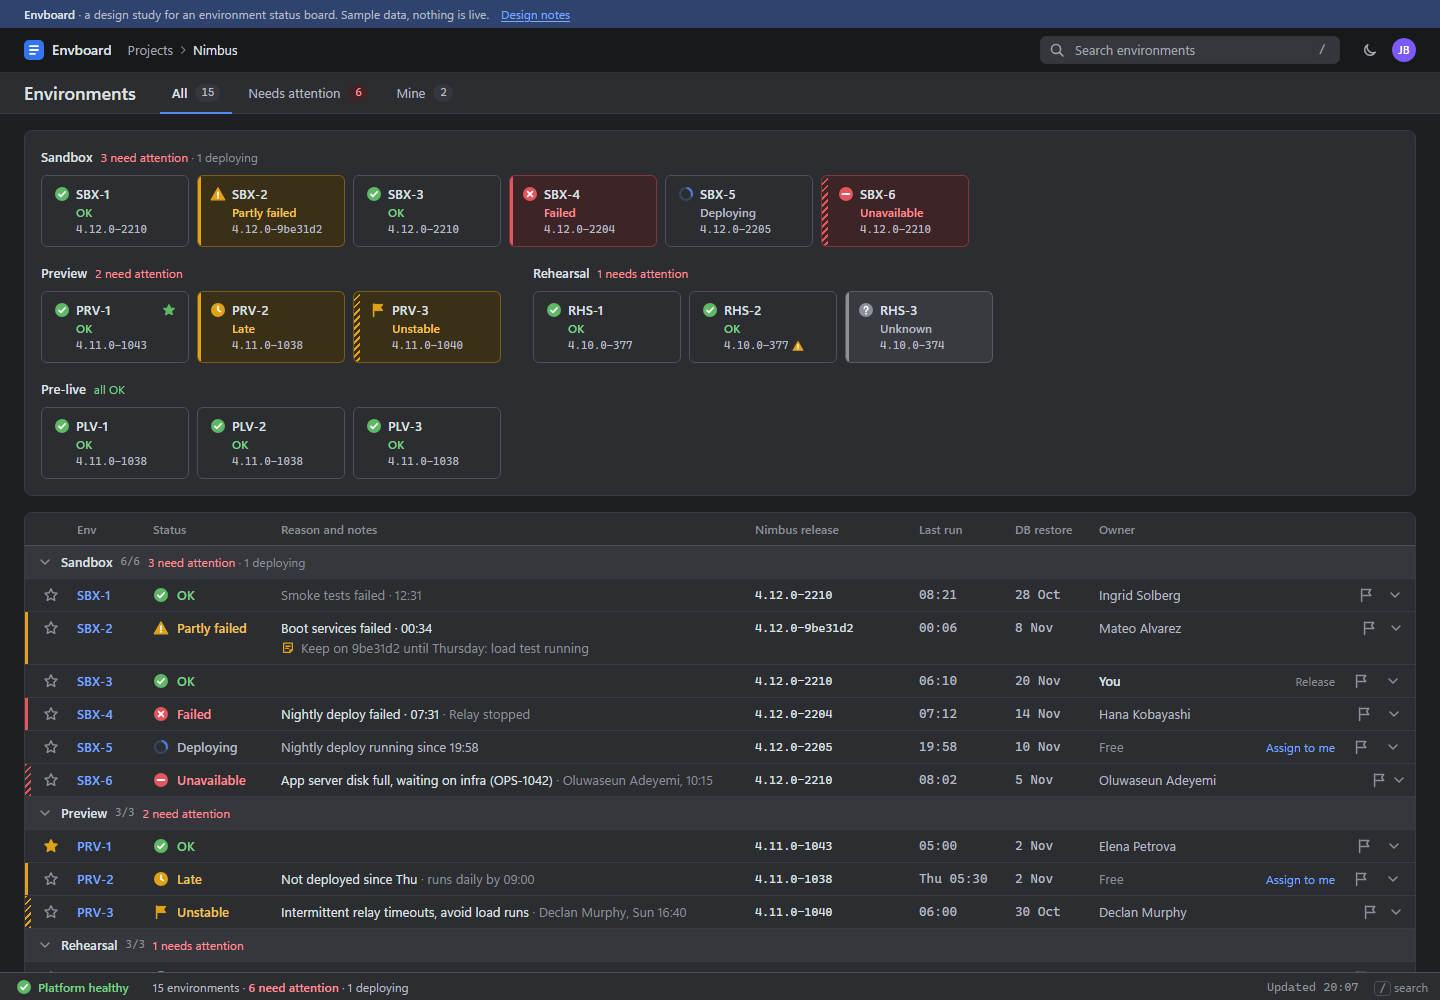 Envboard · a design study for an environment status board. Sample data, nothing is live. Design notes
Envboard Projects > Nimbus Search environments / JB
Environments All 15 Needs attention 6 Mine 2
Sandbox 3 need attention · 1 deploying
SBX-1 SBX-2 SBX-3 SBX-4 SBX-5 SBX-6
OK Partly failed OK Failed Deploying Unavailable
4.12.0-2210 4.12.0-9be31d2 4.12.0-2210 4.12.0-2204 4.12.0-2205 4.12.0-2210
Preview 2 need attention Rehearsal 1 needs attention
PRV-1 PRV-2 PRV-3 RHS-1 RHS-2 RHS-3
OK Late Unstable OK OK Unknown
4.11.0-1043 4.11.0-1038 4.11.0-1040 4.10.0-377 4.10.0-377 4.10.0-374
Pre-live all OK
PLV-1 PLV-2 PLV-3
OK OK OK
4.11.0-1038 4.11.0-1038 4.11.0-1038
Env Status Reason and notes Nimbus release Last run DB restore Owner
Sandbox 6/6 3 need attention · 1 deploying
SBX-1 OK Smoke tests failed · 12:31 4.12.0-2210 08:21 28 Oct Ingrid Solberg
SBX-2 Partly failed Boot services failed · 00:34 4.12.0-9be31d2 00:06 8 Nov Mateo Alvarez
Keep on 9be31d2 until Thursday: load test running
SBX-3 OK 4.12.0-2210 06:10 20 Nov You Release
SBX-4 Failed Nightly deploy failed · 07:31 · Relay stopped 4.12.0-2204 07:12 14 Nov Hana Kobayashi
SBX-5 Deploying Nightly deploy running since 19:58 4.12.0-2205 19:58 10 Nov Free Assign to me
SBX-6 Unavailable App server disk full, waiting on infra (OPS-1042) · Oluwaseun Adeyemi, 10:15 4.12.0-2210 08:02 5 Nov Oluwaseun Adeyemi
Preview 3/3 2 need attention
PRV-1 OK 4.11.0-1043 05:00 2 Nov Elena Petrova
PRV-2 Late Not deployed since Thu · runs daily by 09:00 4.11.0-1038 Thu 05:30 2 Nov Free Assign to me
PRV-3 Unstable Intermittent relay timeouts, avoid load runs · Declan Murphy, Sun 16:40 4.11.0-1040 06:00 30 Oct Declan Murphy
Rehearsal 3/3 1 needs attention
Platform healthy 15 environments · 6 need attention · 1 deploying Updated 20:07 / search